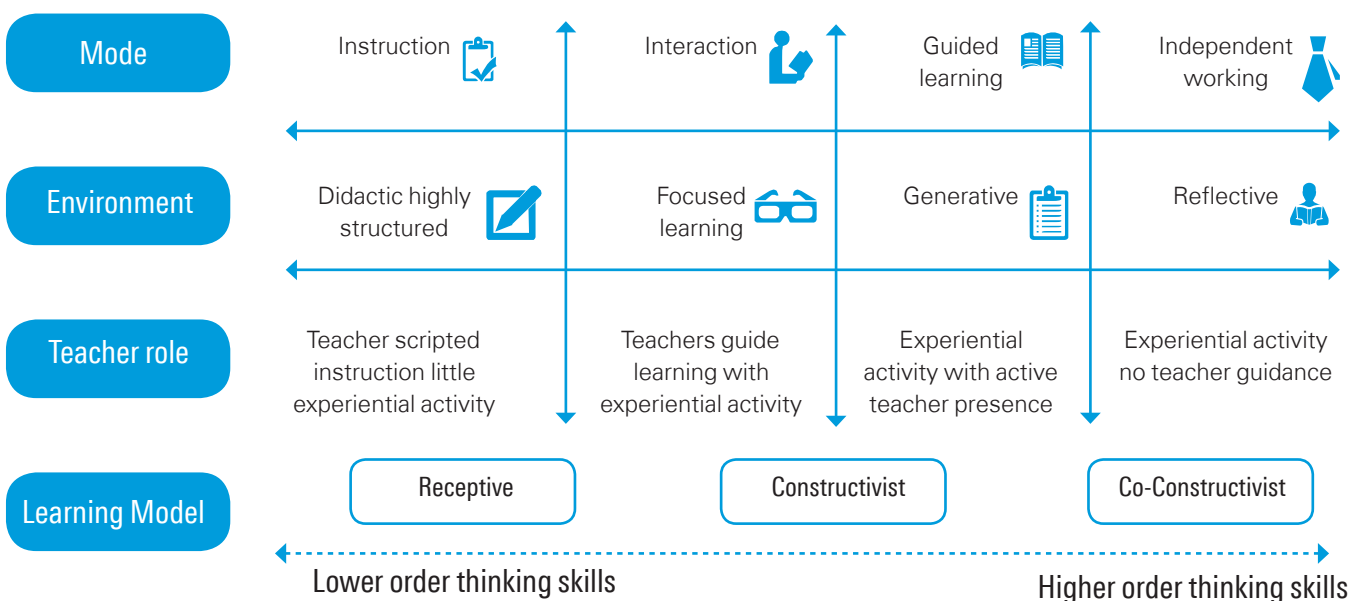 Mode
Instruction
Interaction
Guided
learning
Independent
working
Environment
Didactic highly
structured
Focused
learning
Generative
Reflective
Teacher role
Teacher scripted
instruction little
experiential activity
Teachers guide
learning with
experiential activity
Experiential
activity with active
teacher presence
Experiential activity
no teacher guidance
Learning Model
Receptive
Constructivist
Co-Constructivist
Lower order thinking skills
Higher order thinking skills